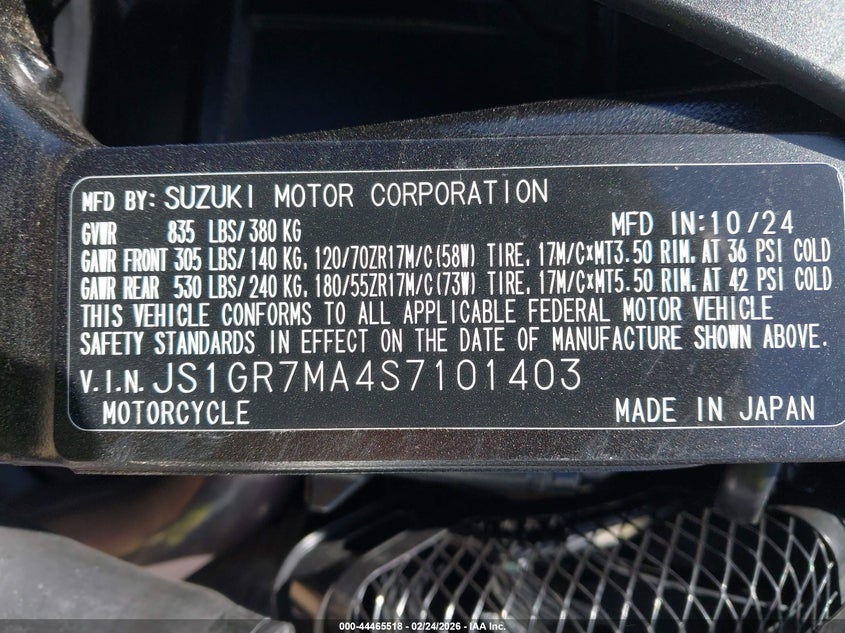 MFD BY: SUZUKI MOTOR CORPORATION
GVWR 835 LBS/380 KG MFD IN:10/24
GAWR FRONT 305 LBS/140 KG. 120/70ZR17M/C(58W) TIRE. 17M/C×MT3.50 RIM. AT 36 PSI COLD
GAWR REAR 530 LBS/240 KG. 180/55ZR17M/C(73W) TIRE. 17M/C×MT5.50 RIM. AT 42 PSI COLD
THIS VEHICLE CONFORMS TO ALL APPLICABLE FEDERAL MOTOR VEHICLE
SAFETY STANDARDS IN EFFECT ON THE DATE OF MANUFACTURE SHOWN ABOVE.
V.I.N. JS1GR7MA4S7101403
MOTORCYCLE MADE IN JAPAN
000-44465518 - 02/24/2026 - IAA Inc.